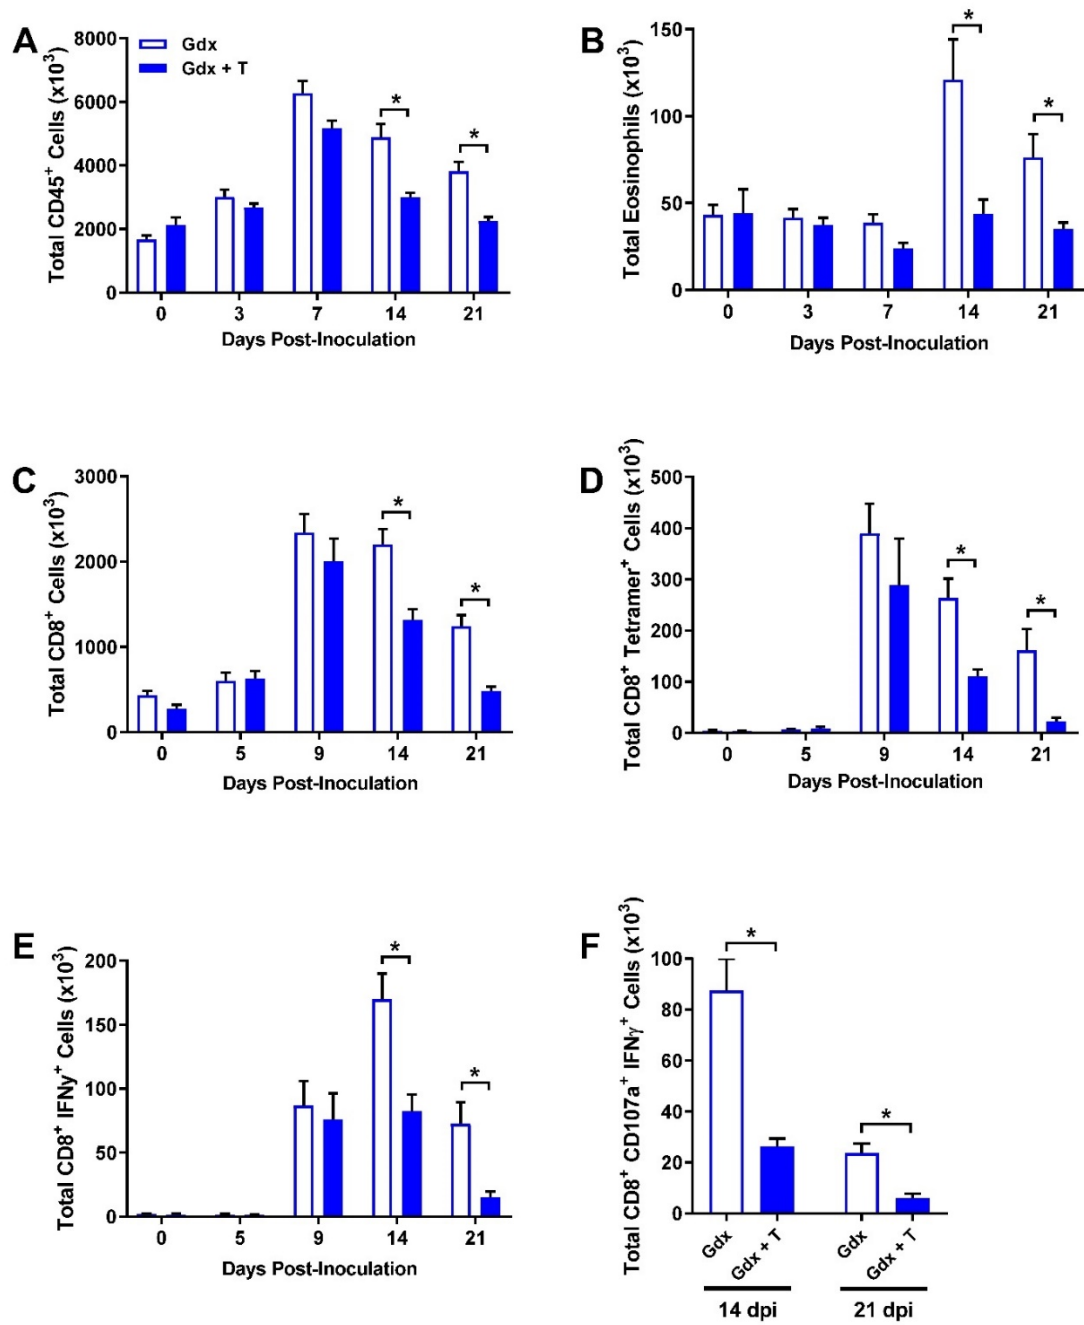 A
Total CD45+ Cells (x10³)
8000
6000
4000
2000
0
Gdx
Gdx + T
*
*
0 3 7 14 21
Days Post-Inoculation
B
Total Eosinophils (x10³)
150
100
50
0
*
*
0 3 7 14 21
Days Post-Inoculation
C
Total CD8+ Cells (x10³)
3000
2000
1000
0
*
*
0 5 9 14 21
Days Post-Inoculation
D
Total CD8+ Tetramer+ Cells (x10³)
500
400
300
200
100
0
*
*
0 5 9 14 21
Days Post-Inoculation
E
Total CD8+ IFNy+ Cells (x10³)
200
150
100
50
0
*
*
0 5 9 14 21
Days Post-Inoculation
F
Total CD8+ CD107a+ IFNγ+ Cells (x10³)
100
80
60
40
20
0
*
*
Gdx
Gdx + T
Gdx
Gdx + T
14 dpi
21 dpi